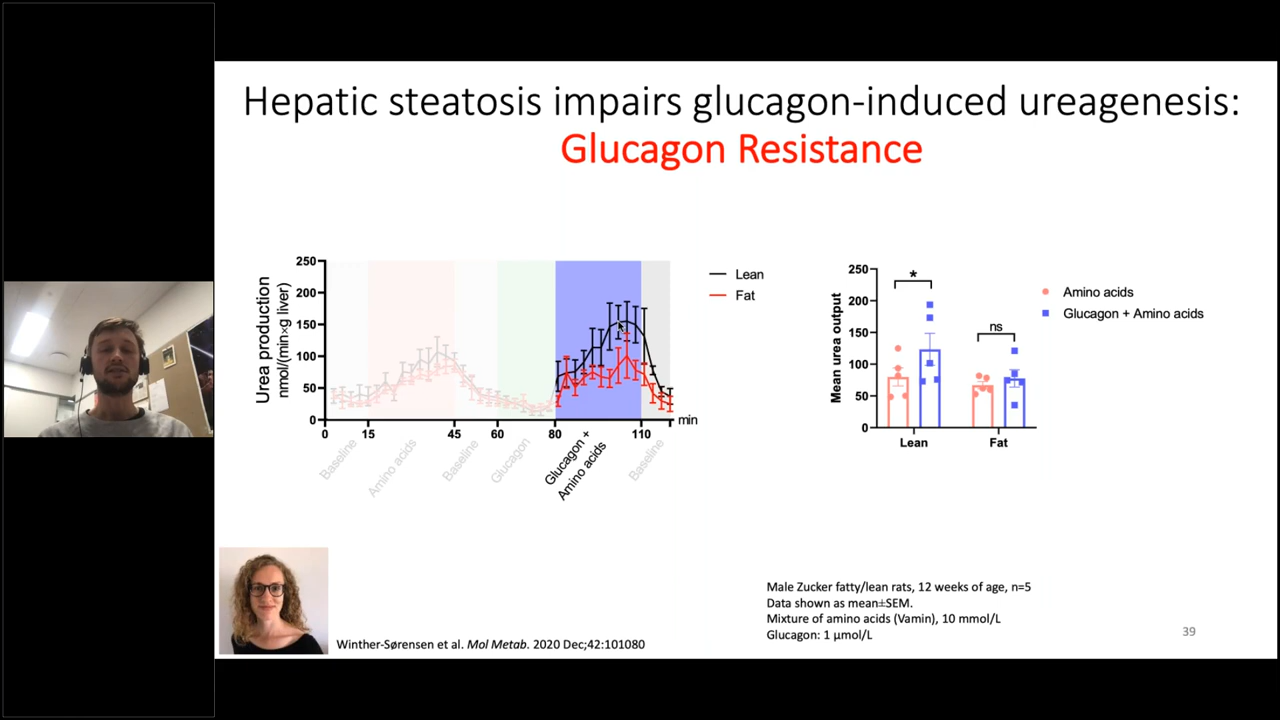 Hepatic steatosis impairs glucagon-induced ureagenesis:
Glucagon Resistance
Urea production
nmol/(min×g liver)
250
200
150
100
50
0
0
15
45
60
80
110
min
Baseline
Amino acids
Baseline
Glucagon
Glucagon +
Amino acids
Baseline
Lean
Fat
Mean urea output
250
200
150
100
50
0
*
ns
Lean
Fat
Amino acids
Glucagon + Amino acids
Male Zucker fatty/lean rats, 12 weeks of age, n=5
Data shown as mean±SEM.
Mixture of amino acids (Vamin), 10 mmol/L
Glucagon: 1 µmol/L
Winther-Sørensen et al. Mol Metab. 2020 Dec;42:101080
39